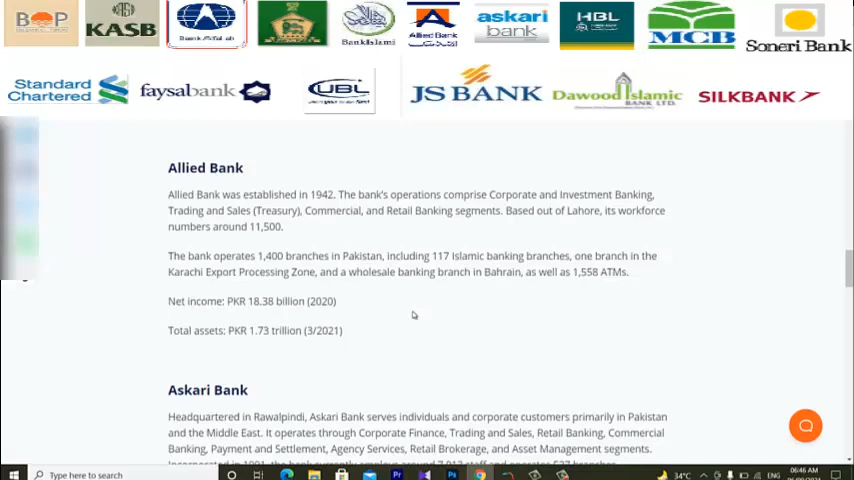 BOP
KASB
Bank Alfalah
BankIslami
Allied Bank
askari
bank
HBL
MCB
Soneri Bank
Standard
Chartered
faysalbank
UBL
JS BANK
Dawood Islamic
BANK LTD.
SILKBANK
Allied Bank
Allied Bank was established in 1942. The bank's operations comprise Corporate and Investment Banking,
Trading and Sales (Treasury), Commercial, and Retail Banking segments. Based out of Lahore, its workforce
numbers around 11,500.
The bank operates 1,400 branches in Pakistan, including 117 Islamic banking branches, one branch in the
Karachi Export Processing Zone, and a wholesale banking branch in Bahrain, as well as 1,558 ATMs.
Net income: PKR 18.38 billion (2020)
Total assets: PKR 1.73 trillion (3/2021)
Askari Bank
Headquartered in Rawalpindi, Askari Bank serves individuals and corporate customers primarily in Pakistan
and the Middle East. It operates through Corporate Finance, Trading and Sales, Retail Banking, Commercial
Banking, Payment and Settlement, Agency Services, Retail Brokerage, and Asset Management segments.
Type here to search
34°C
ENG
06:46 AM